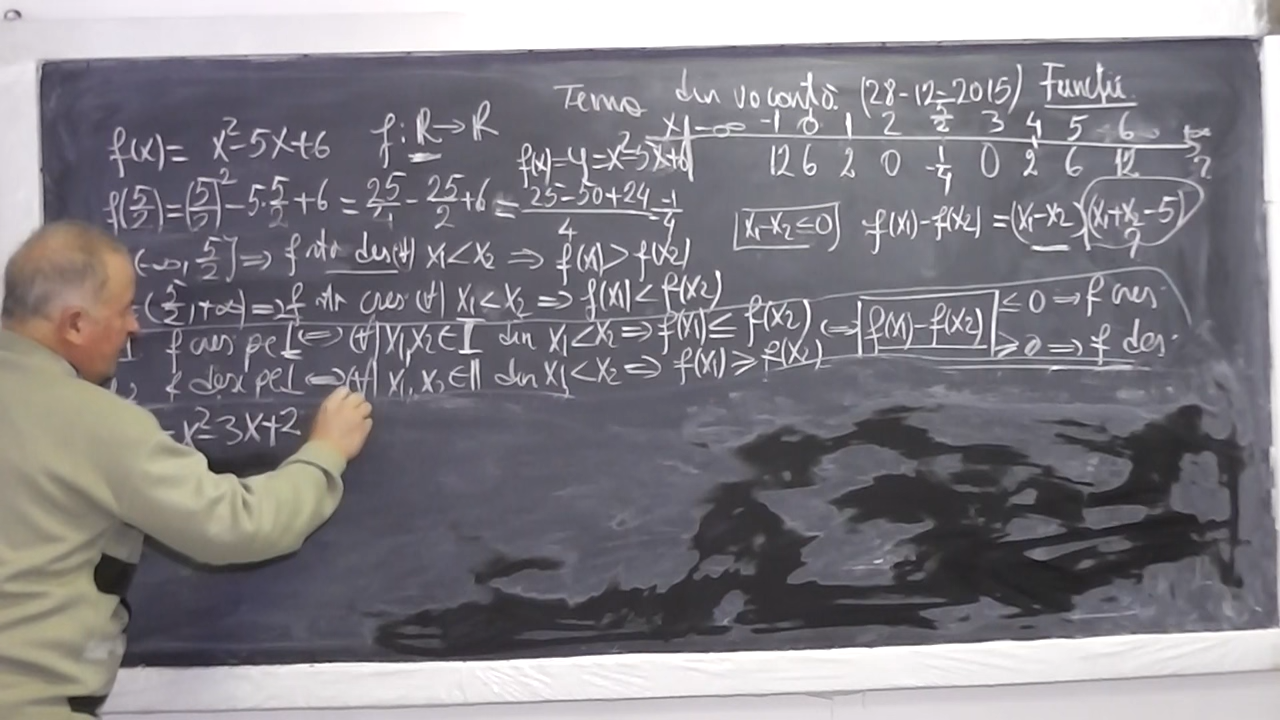 Tema din vacanță (28-12-2015) Funcții
f(x)= x²-5x+6 f: R→R f(x)=y=x²-5x+6
x | -∞ -1 0 1 2 5/2 3 4 5 6 +∞
12 6 2 0 -1/4 0 2 6 12
f(5/2)=(5/2)²-5·5/2+6=25/4-25/2+6=(25-50+24)/4=-1/4
x₁-x₂≤0 f(x₁)-f(x₂)=(x₁-x₂)(x₁+x₂-5)
(-∞, 5/2]⇒ f str des (∀) x₁<x₂ ⇒ f(x₁)>f(x₂)
(5/2, +∞)⇒f str cres (∀) x₁<x₂ ⇒ f(x₁)<f(x₂)
f cres pe I ⇔ (∀) x₁,x₂∈I din x₁<x₂⇒f(x₁)≤f(x₂) ⇔ f(x₁)-f(x₂) ≤0⇒f cres
f desc pe I ⇔ (∀) x₁,x₂∈I din x₁<x₂⇒ f(x₁)≥f(x₂) ≥0⇒f des
=x²-3x+2